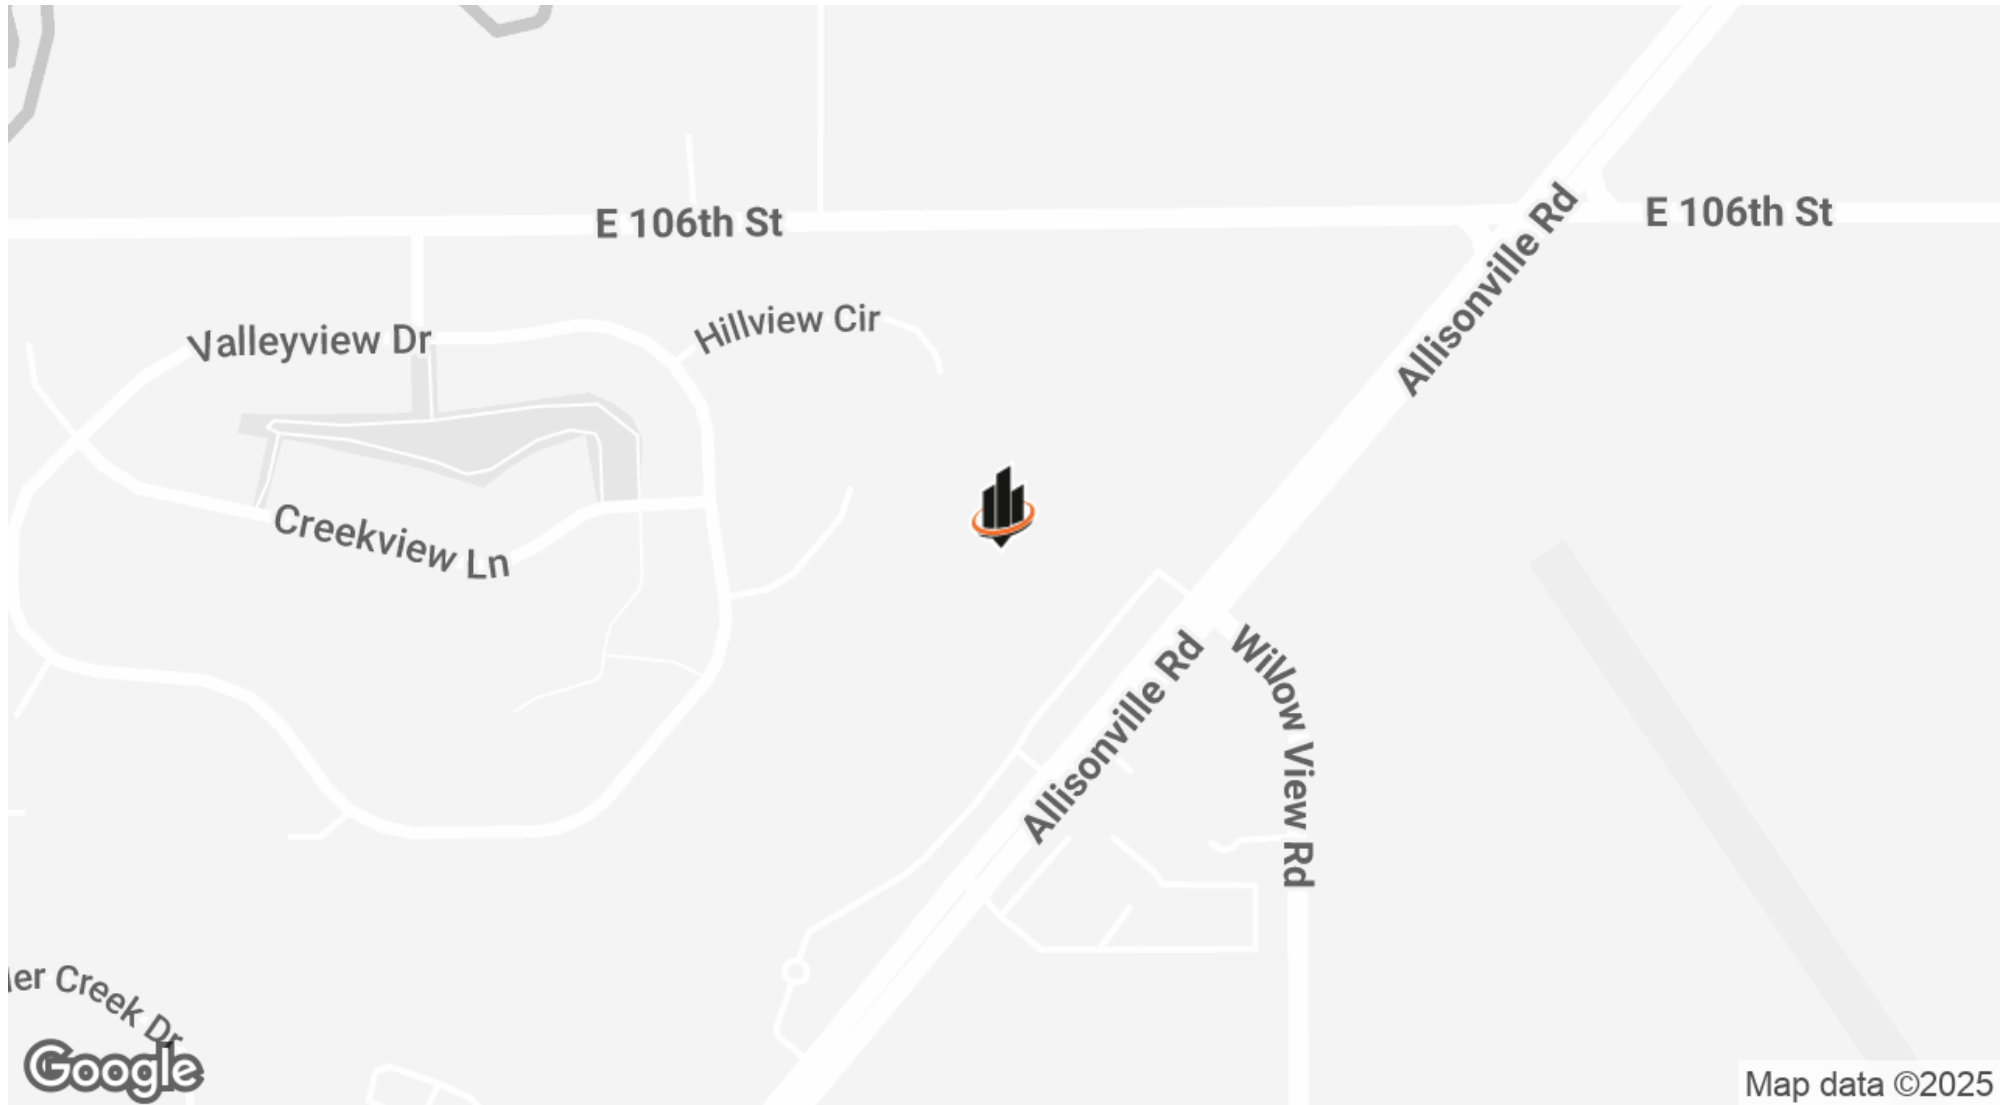 E 106th St
E 106th St
Allisonville Rd
Hillview Cir
Valleyview Dr
Creekview Ln
Allisonville Rd
Willow View Rd
Creek Dr
Google
Map data ©2025